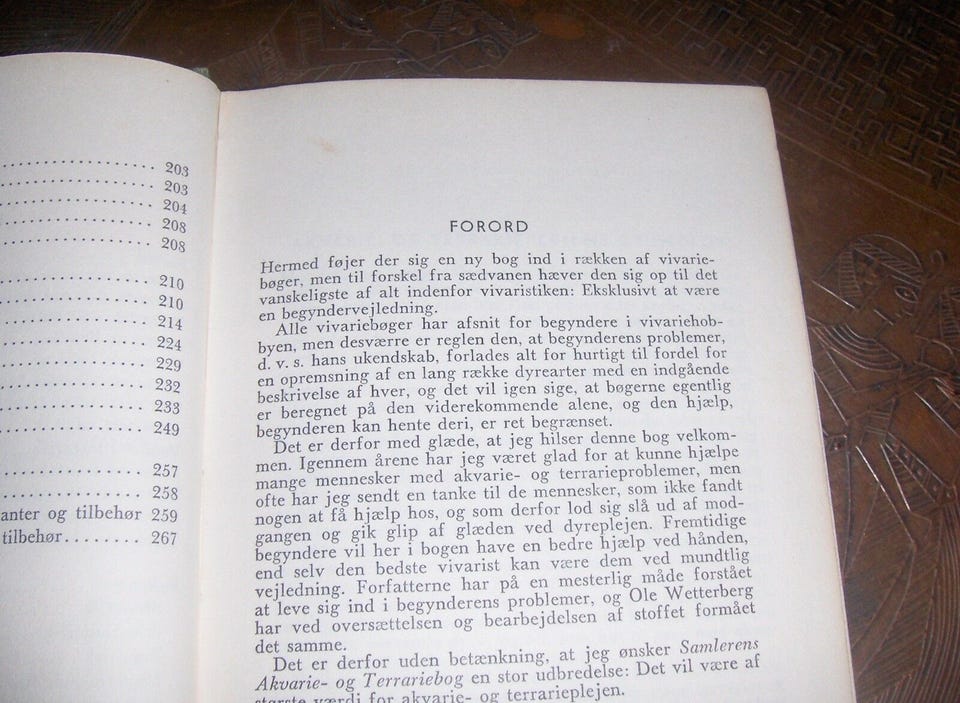 ................ 203
................ 203
................ 204
................ 208
................ 208
................ 210
................ 210
................ 214
................ 224
................ 229
................ 232
................ 233
................ 249
................ 257
................ 258
anter og tilbehør 259
tilbehør........ 267
FORORD
Hermed føjer der sig en ny bog ind i rækken af vivarie-
bøger, men til forskel fra sædvanen hæver den sig op til det
vanskeligste af alt indenfor vivaristiken: Eksklusivt at være
en begyndervejledning.
Alle vivariebøger har afsnit for begyndere i vivariehob-
byen, men desværre er reglen den, at begynderens problemer,
d. v. s. hans ukendskab, forlades alt for hurtigt til fordel for
en opremsning af en lang række dyrearter med en indgående
beskrivelse af hver, og det vil igen sige, at bøgerne egentlig
er beregnet på den viderekommende alene, og den hjælp,
begynderen kan hente deri, er ret begrænset.
Det er derfor med glæde, at jeg hilser denne bog velkom-
men. Igennem årene har jeg været glad for at kunne hjælpe
mange mennesker med akvarie- og terrarieproblemer, men
ofte har jeg sendt en tanke til de mennesker, som ikke fandt
nogen at få hjælp hos, og som derfor lod sig slå ud af mod-
gangen og gik glip af glæden ved dyreplejen. Fremtidige
begyndere vil her i bogen have en bedre hjælp ved hånden,
end selv den bedste vivarist kan være dem ved mundtlig
vejledning. Forfatterne har på en mesterlig måde forstået
at leve sig ind i begynderens problemer, og Ole Wetterberg
har ved oversættelsen og bearbejdelsen af stoffet formået
det samme.
Det er derfor uden betænkning, at jeg ønsker Samlerens
Akvarie- og Terrariebog en stor udbredelse: Det vil være af
største værdi for akvarie- og terrarieplejen.